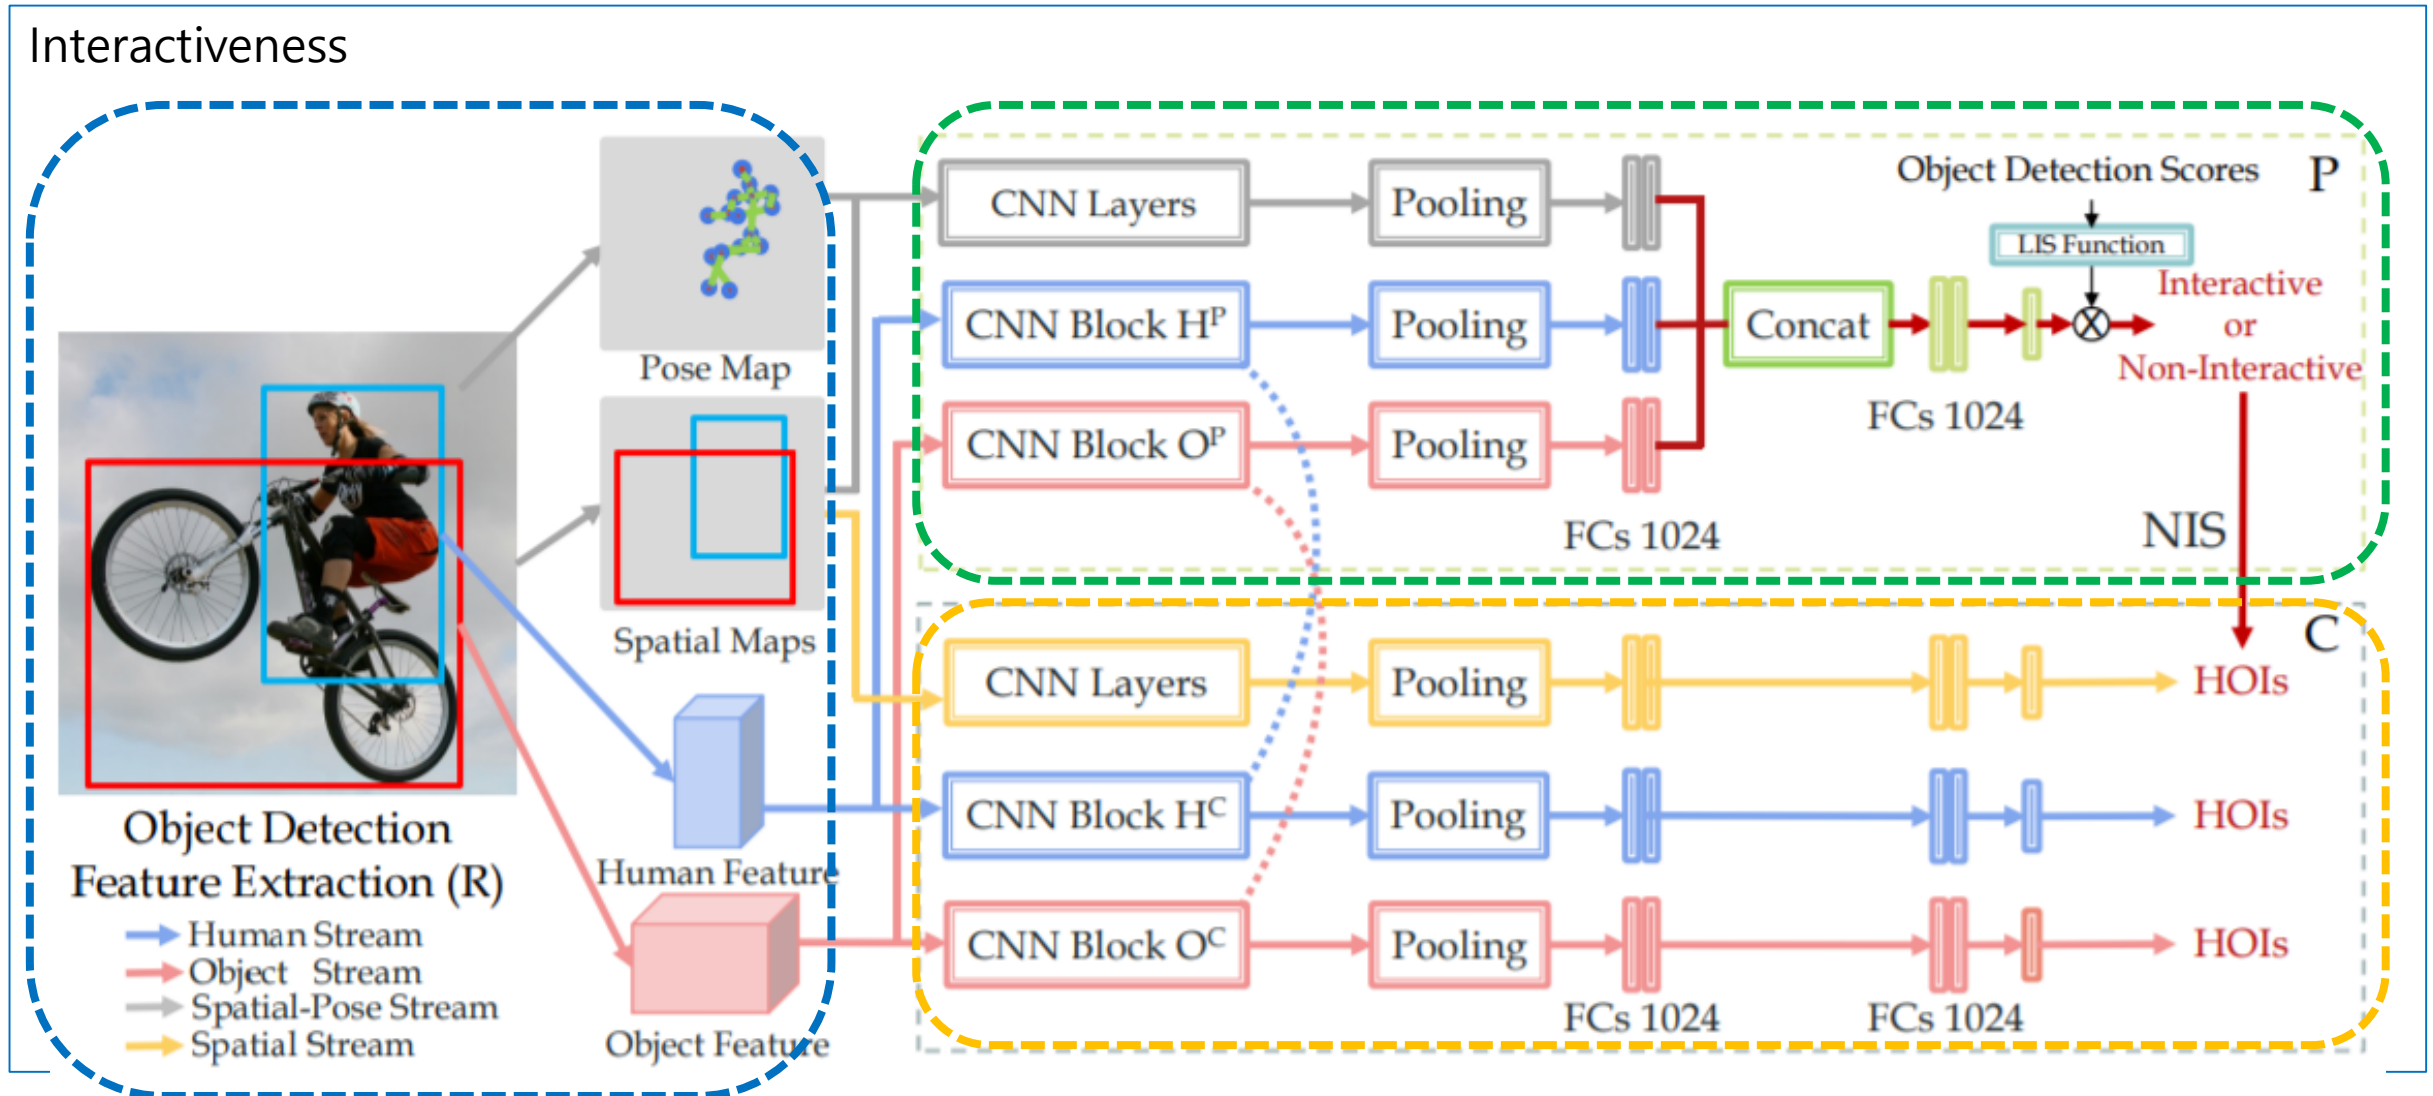 Interactiveness
Pose Map
Spatial Maps
Human Feature
Object Feature
Object Detection
Feature Extraction (R)
Human Stream
Object Stream
Spatial-Pose Stream
Spatial Stream
CNN Layers
Pooling
CNN Block H^P
Pooling
CNN Block O^P
Pooling
FCs 1024
Concat
FCs 1024
Object Detection Scores
P
LIS Function
X
Interactive
or
Non-Interactive
NIS
C
CNN Layers
Pooling
HOIs
CNN Block H^C
Pooling
HOIs
CNN Block O^C
Pooling
HOIs
FCs 1024
FCs 1024